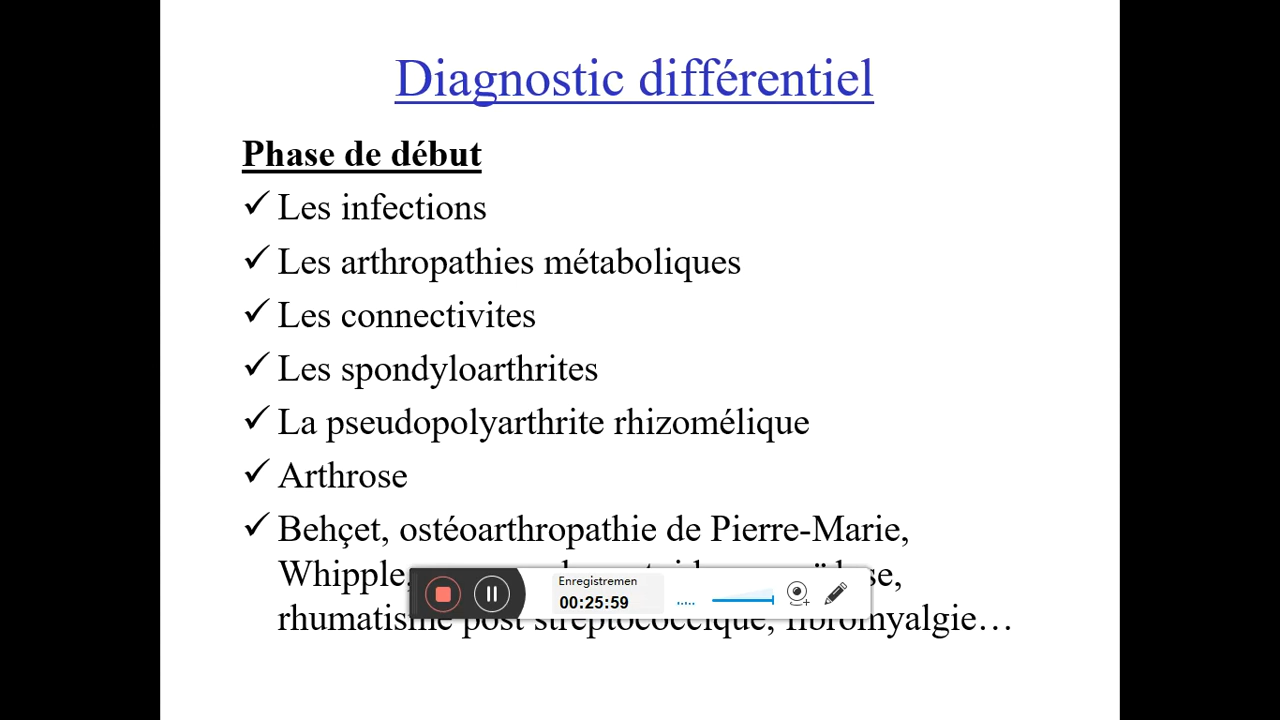 Diagnostic différentiel
Phase de début
✓ Les infections
✓ Les arthropathies métaboliques
✓ Les connectivites
✓ Les spondyloarthrites
✓ La pseudopolyarthrite rhizomélique
✓ Arthrose
✓ Behçet, ostéoarthropathie de Pierre-Marie,
Whipple,
rhumatisme post streptococcique, fibromyalgie…
Enregistremen
00:25:59